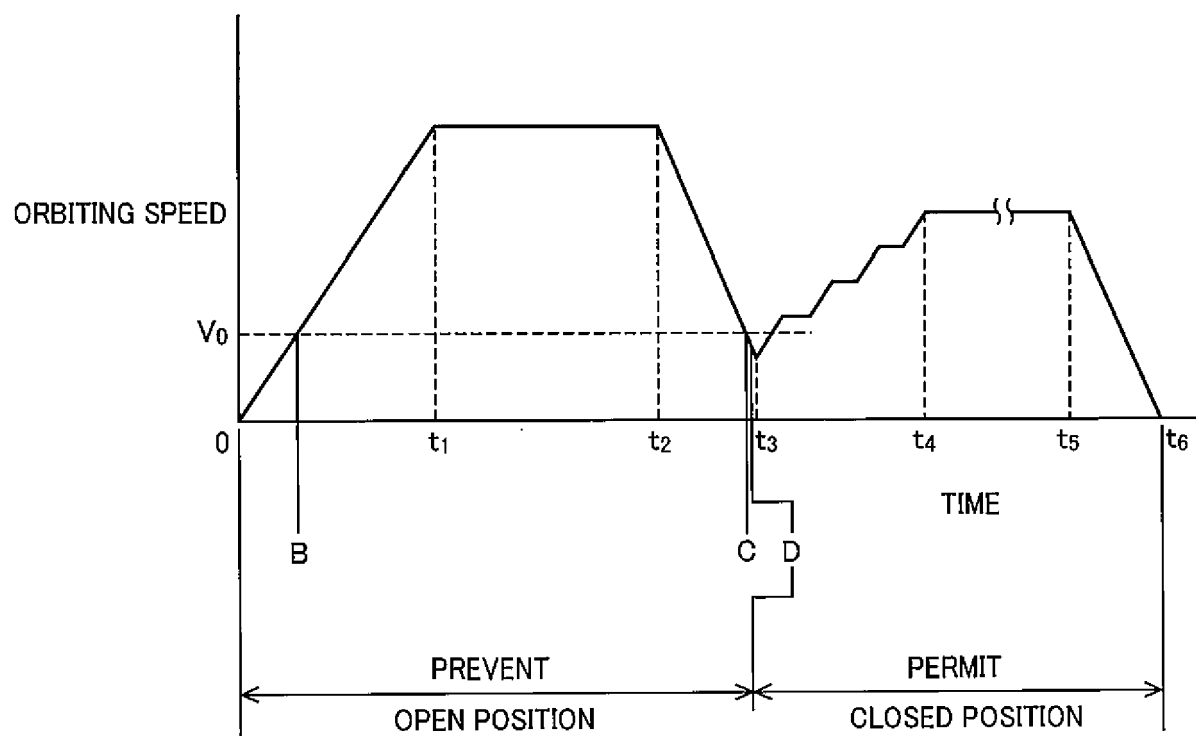 ORBITING SPEED
V0
0
t1
t2
t3
t4
t5
t6
TIME
B
C
D
PREVENT
PERMIT
OPEN POSITION
CLOSED POSITION